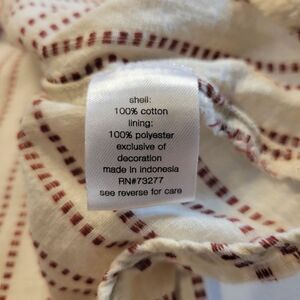 shell:
100% cotton
lining:
100% polyester
exclusive of
decoration
made in indonesia
RN#73277
see reverse for care